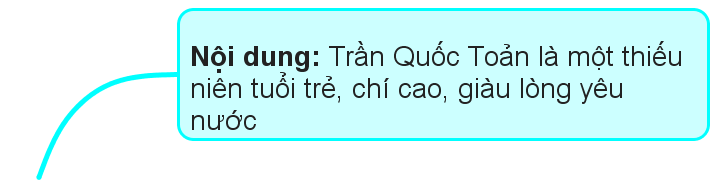 Nội dung: Trần Quốc Toản là một thiếu
niên tuổi trẻ, chí cao, giàu lòng yêu
nước